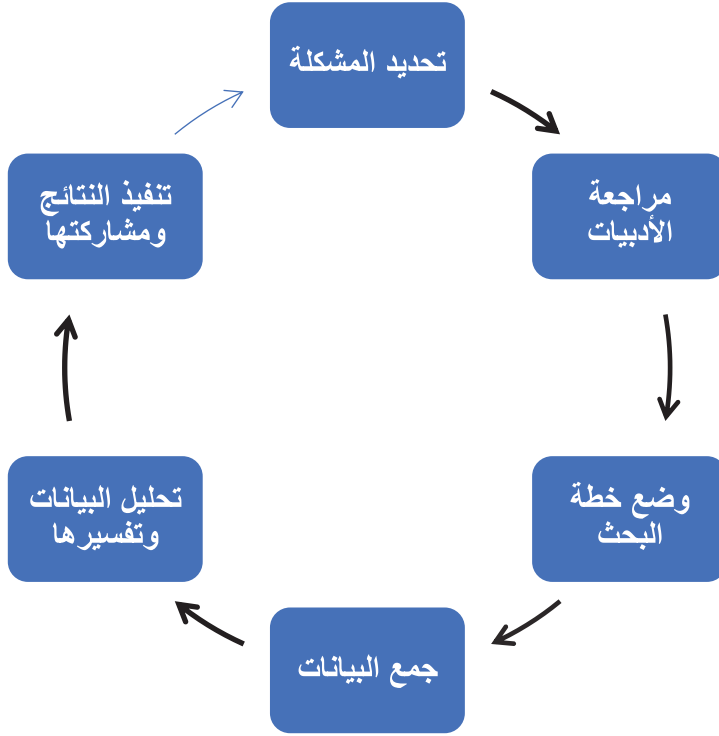 تحديد المشكلة
مراجعة
الأدبيات
وضع خطة
البحث
جمع البيانات
تحليل البيانات
وتفسيرها
تنفيذ النتائج
ومشاركتها